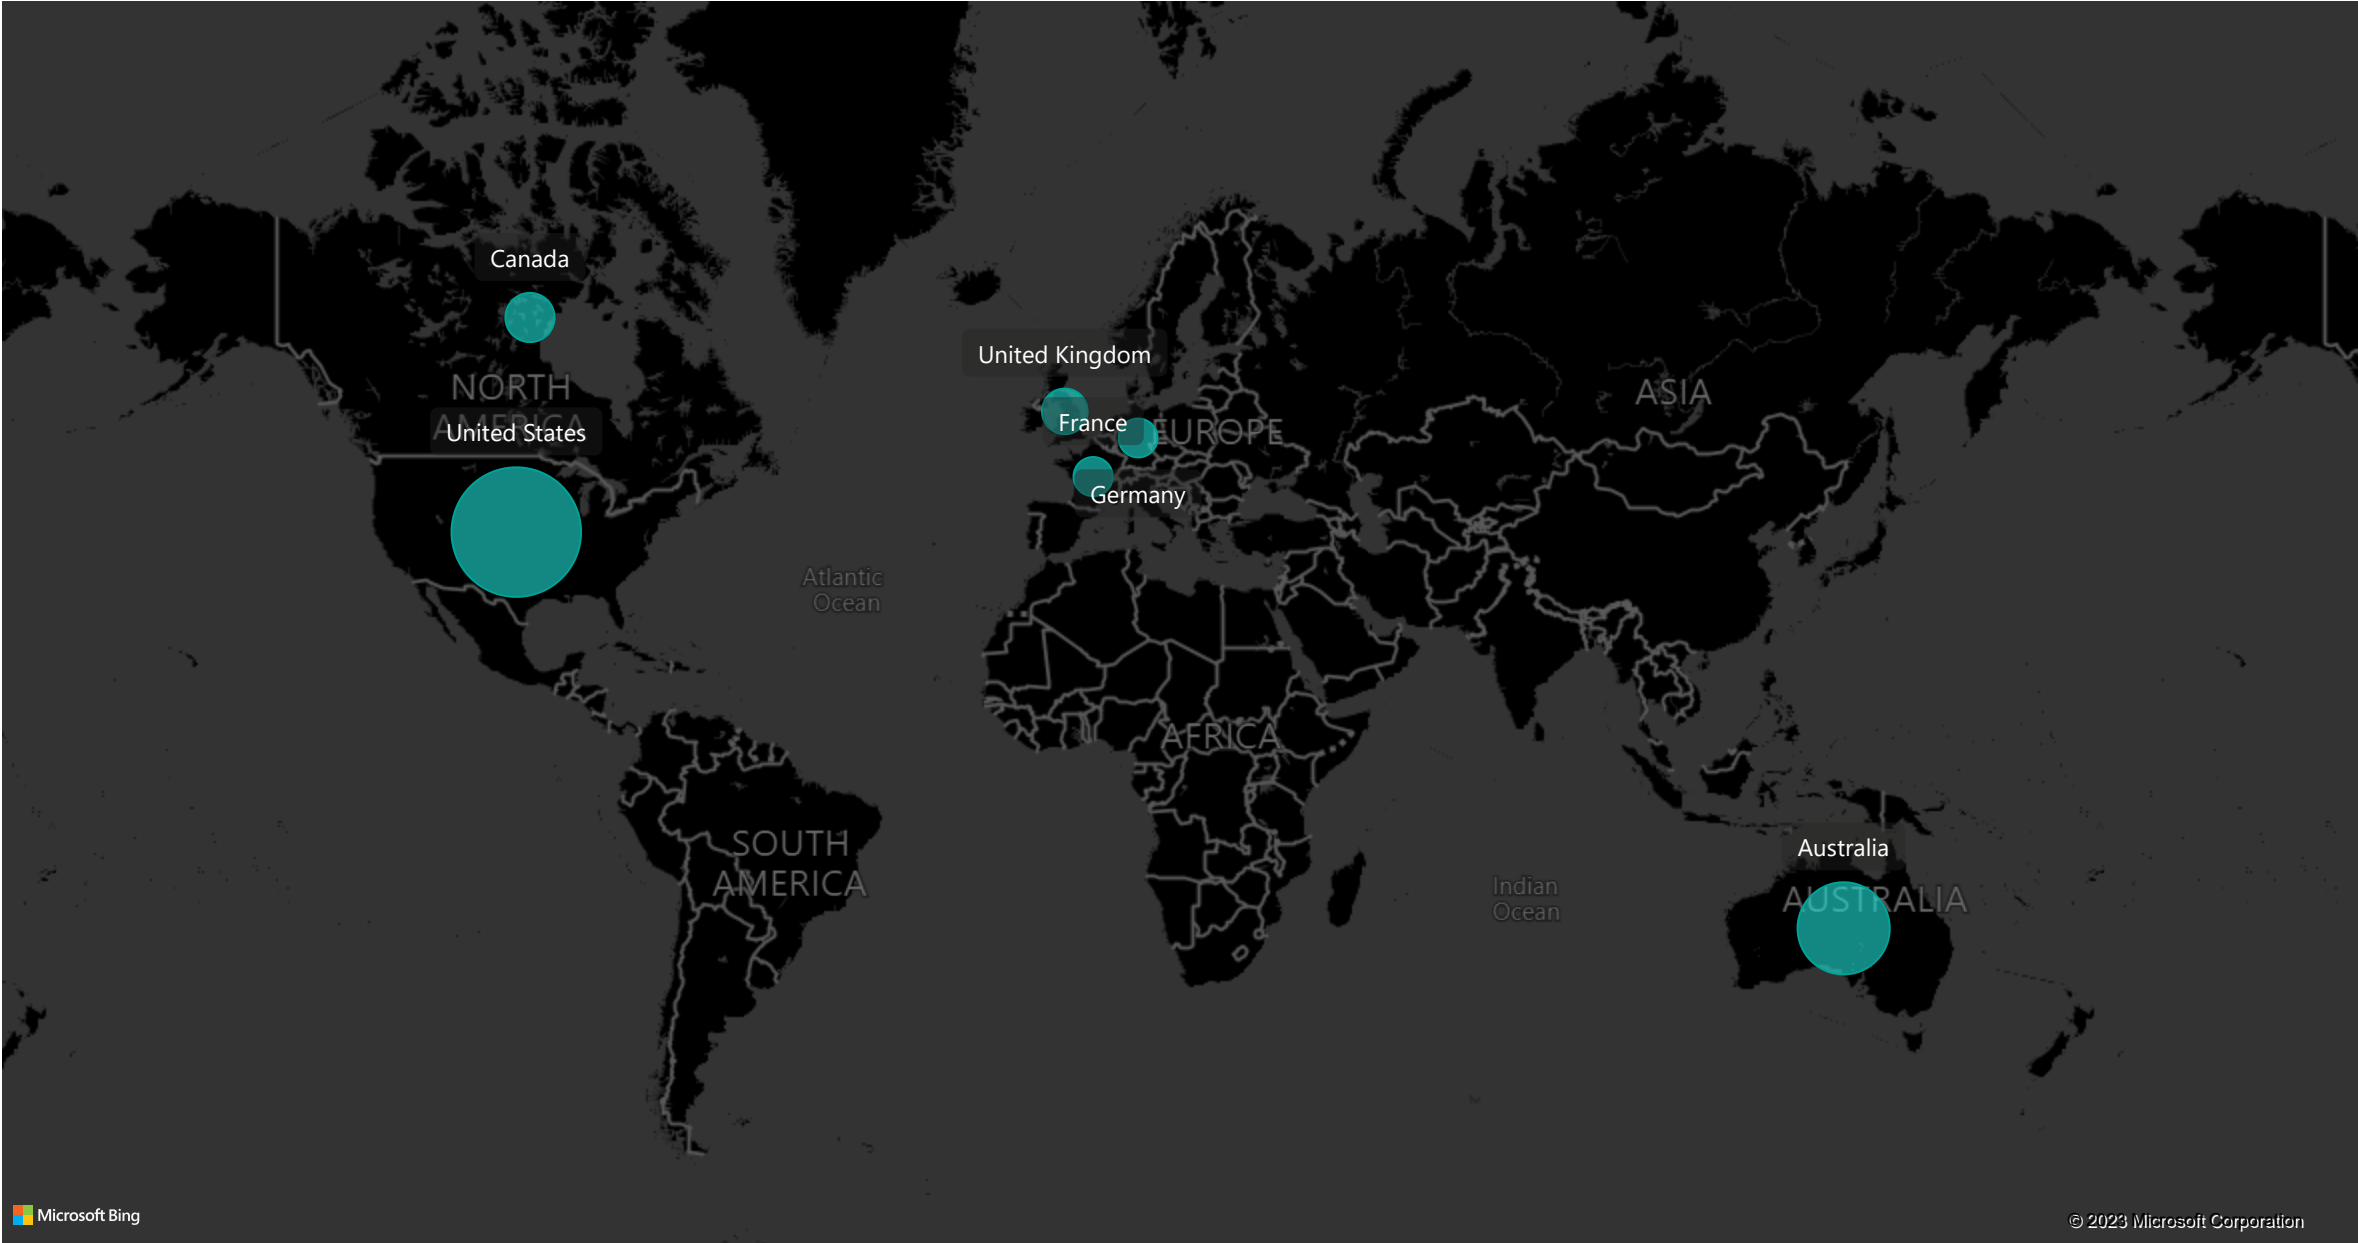 Canada
United Kingdom
NORTH
AMERICA
ASIA
France
EUROPE
United States
Germany
Atlantic
Ocean
AFRICA
SOUTH
AMERICA
Australia
AUSTRALIA
Indian
Ocean
Microsoft Bing
© 2023 Microsoft Corporation